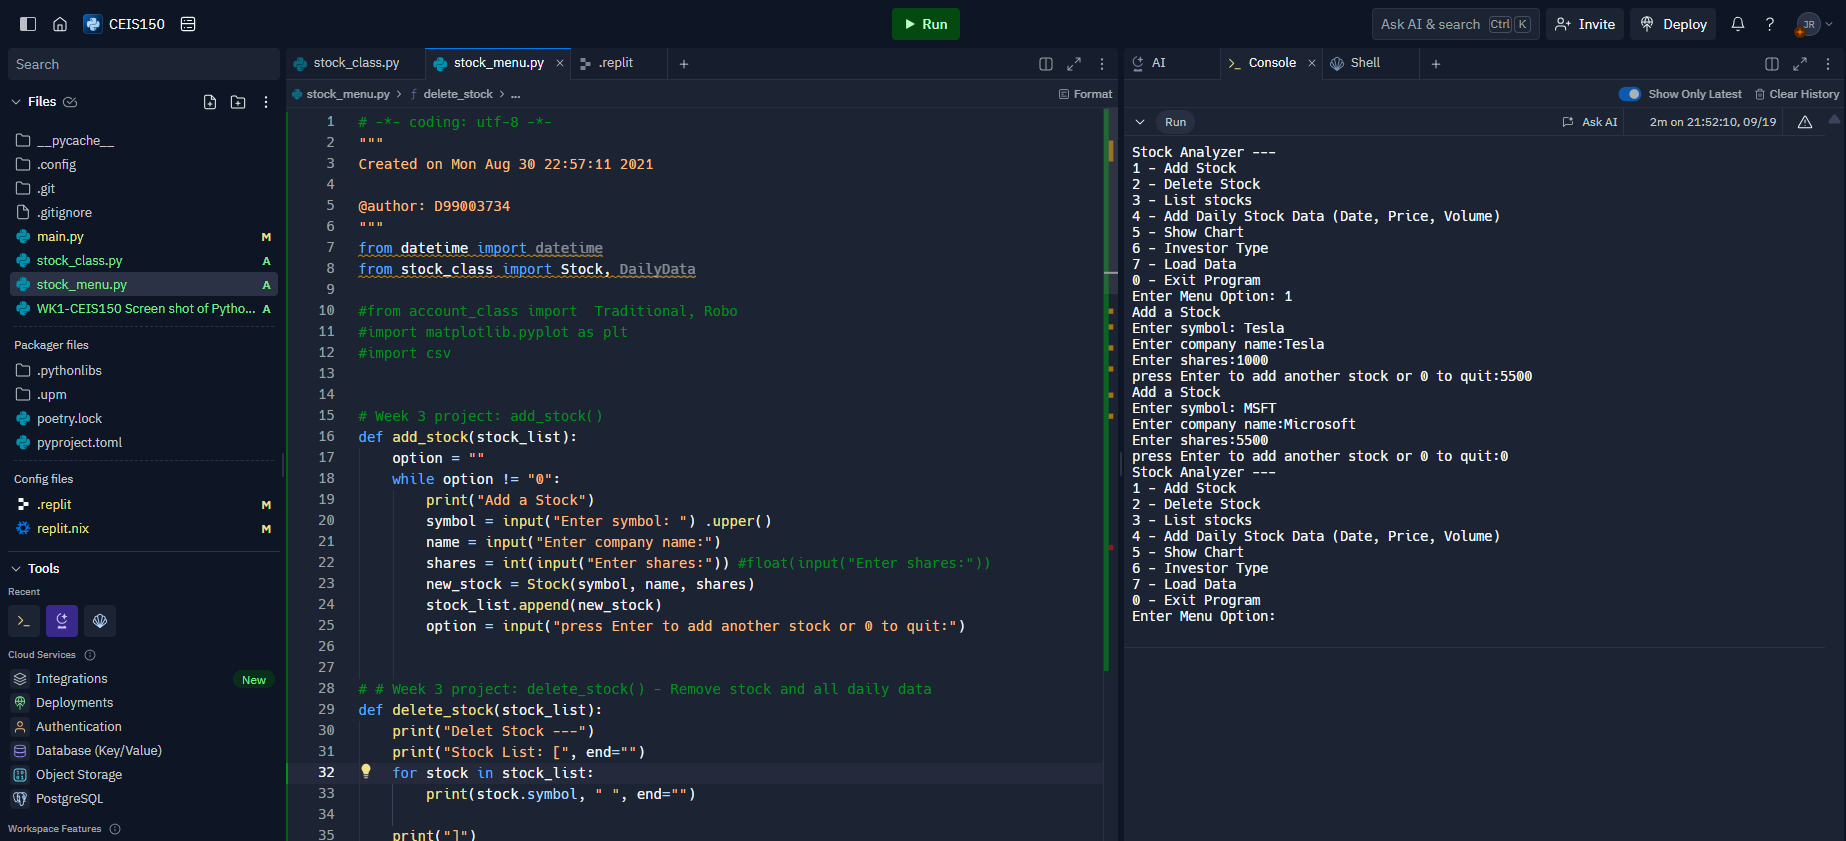 CEIS150
Run
Ask AI & search Ctrl K
Invite
Deploy
JR
Search
Files
__pycache__
.config
.git
.gitignore
main.py M
stock_class.py A
stock_menu.py A
WK1-CEIS150 Screen shot of Pytho... A
Packager files
.pythonlibs
.upm
poetry.lock
pyproject.toml
Config files
.replit M
replit.nix M
Tools
Recent
Cloud Services
Integrations New
Deployments
Authentication
Database (Key/Value)
Object Storage
PostgreSQL
Workspace Features
stock_class.py
stock_menu.py
.replit
stock_menu.py > delete_stock > ...
Format
1 # -*- coding: utf-8 -*-
2 """
3 Created on Mon Aug 30 22:57:11 2021
4
5 @author: D99003734
6 """
7 from datetime import datetime
8 from stock_class import Stock, DailyData
9
10 #from account_class import  Traditional, Robo
11 #import matplotlib.pyplot as plt
12 #import csv
13
14
15 # Week 3 project: add_stock()
16 def add_stock(stock_list):
17     option = ""
18     while option != "0":
19         print("Add a Stock")
20         symbol = input("Enter symbol: ") .upper()
21         name = input("Enter company name:")
22         shares = int(input("Enter shares:")) #float(input("Enter shares:"))
23         new_stock = Stock(symbol, name, shares)
24         stock_list.append(new_stock)
25         option = input("press Enter to add another stock or 0 to quit:")
26
27
28 # # Week 3 project: delete_stock() - Remove stock and all daily data
29 def delete_stock(stock_list):
30     print("Delet Stock ---")
31     print("Stock List: [", end="")
32     for stock in stock_list:
33         print(stock.symbol, " ", end="")
34
35     print("]")
AI
Console
Shell
Show Only Latest
Clear History
Run
Ask AI
2m on 21:52:10, 09/19
Stock Analyzer ---
1 - Add Stock
2 - Delete Stock
3 - List stocks
4 - Add Daily Stock Data (Date, Price, Volume)
5 - Show Chart
6 - Investor Type
7 - Load Data
0 - Exit Program
Enter Menu Option: 1
Add a Stock
Enter symbol: Tesla
Enter company name:Tesla
Enter shares:1000
press Enter to add another stock or 0 to quit:5500
Add a Stock
Enter symbol: MSFT
Enter company name:Microsoft
Enter shares:5500
press Enter to add another stock or 0 to quit:0
Stock Analyzer ---
1 - Add Stock
2 - Delete Stock
3 - List stocks
4 - Add Daily Stock Data (Date, Price, Volume)
5 - Show Chart
6 - Investor Type
7 - Load Data
0 - Exit Program
Enter Menu Option: